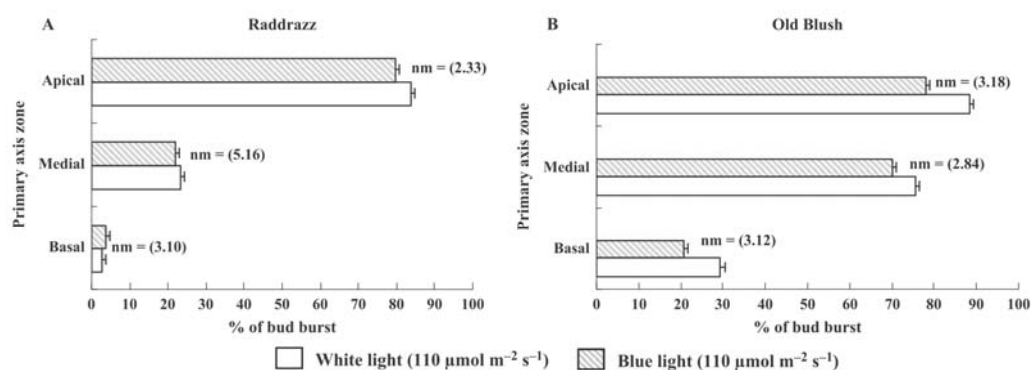 A
Raddrazz
Primary axis zone
Apical
nm = (2.33)
Medial
nm = (5.16)
Basal
nm = (3.10)
0 10 20 30 40 50 60 70 80 90 100
% of bud burst
B
Old Blush
Primary axis zone
Apical
nm = (3.18)
Medial
nm = (2.84)
Basal
nm = (3.12)
0 10 20 30 40 50 60 70 80 90 100
% of bud burst
White light (110 µmol m⁻² s⁻¹)
Blue light (110 µmol m⁻² s⁻¹)